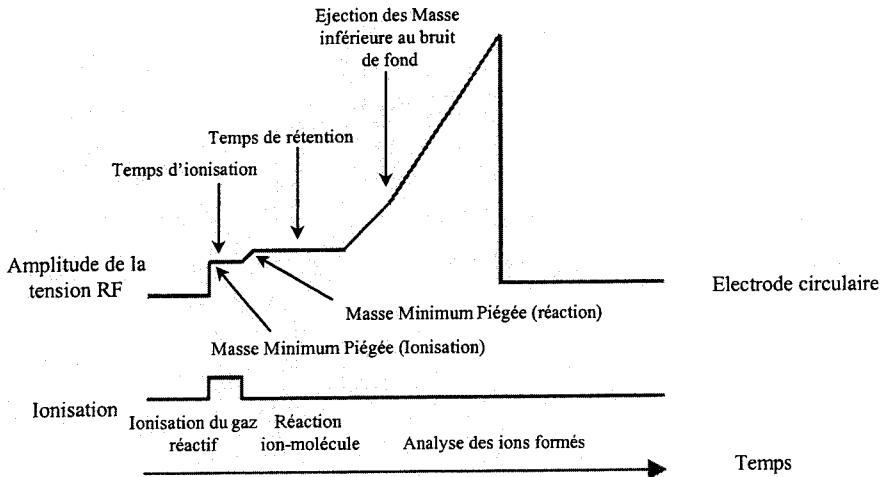 Ejection des Masse
inférieure au bruit
de fond
Temps de rétention
Temps d'ionisation
Amplitude de la
tension RF
Electrode circulaire
Masse Minimum Piégée (réaction)
Masse Minimum Piégée (Ionisation)
Ionisation
Ionisation du gaz
réactif
Réaction
ion-molécule
Analyse des ions formés
Temps